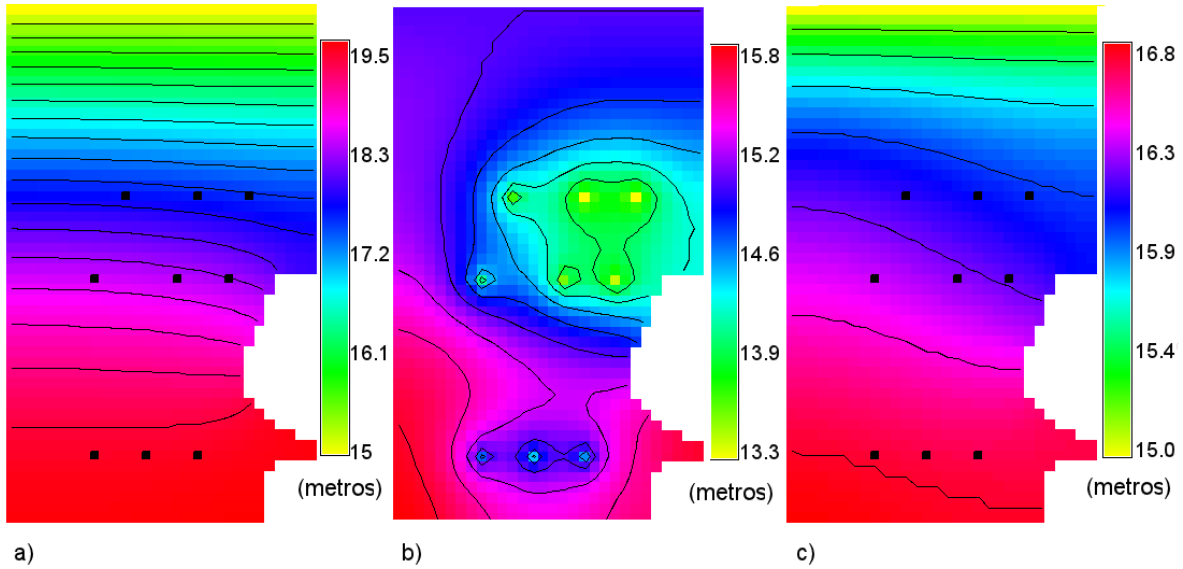 19.5
18.3
17.2
16.1
15
(metros)
a)
15.8
15.2
14.6
13.9
13.3
(metros)
b)
16.8
16.3
15.9
15.4
15.0
(metros)
c)